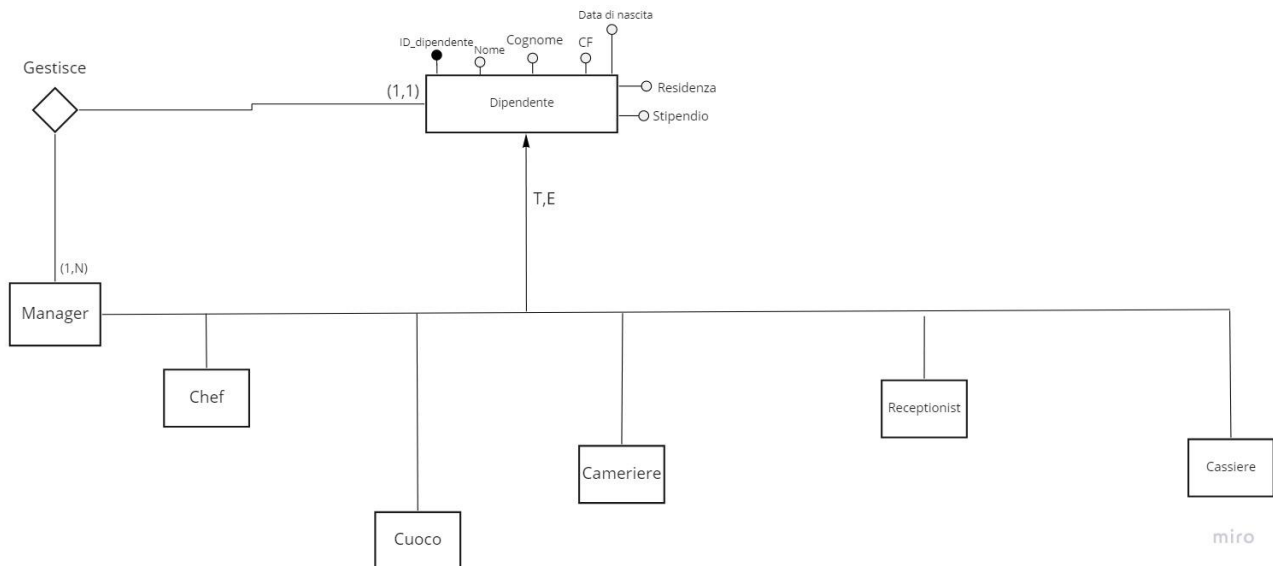 Data di nascita
ID_dipendente
Nome
Cognome
CF
Gestisce
(1,1)
Dipendente
Residenza
Stipendio
T,E
(1,N)
Manager
Chef
Receptionist
Cameriere
Cassiere
Cuoco
miro